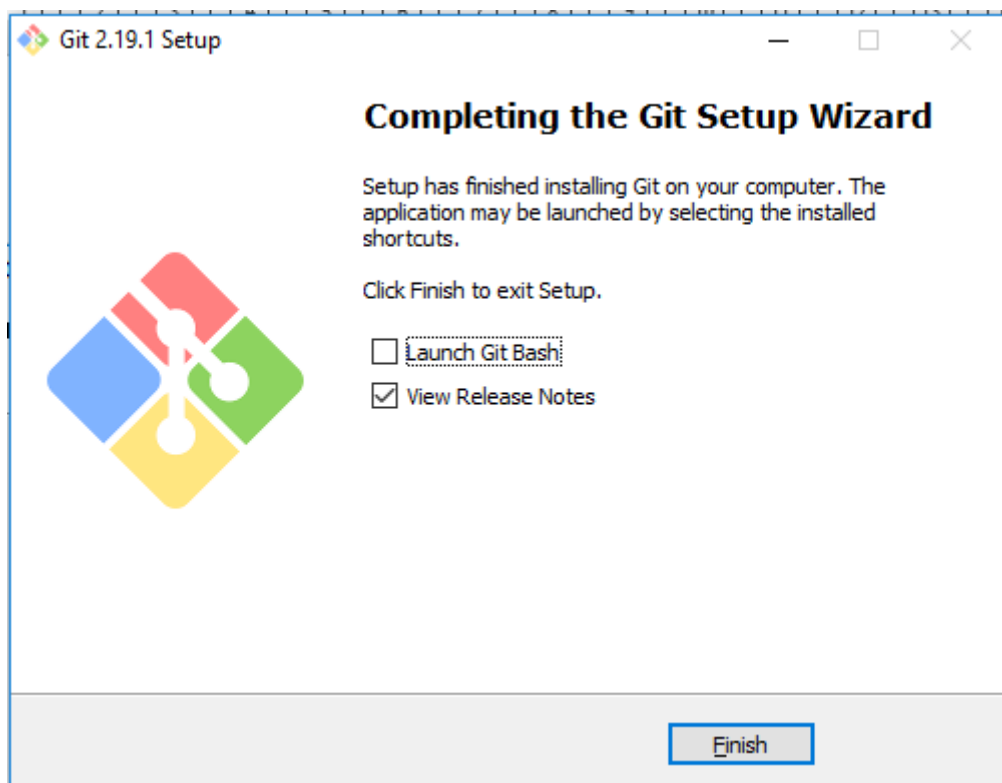 Git 2.19.1 Setup
Completing the Git Setup Wizard
Setup has finished installing Git on your computer. The
application may be launched by selecting the installed
shortcuts.
Click Finish to exit Setup.
Launch Git Bash
View Release Notes
Finish